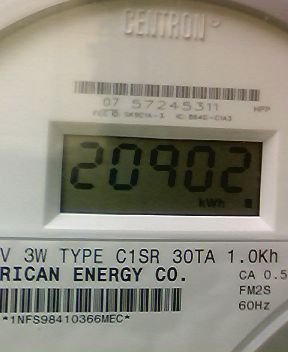 CENTRON
07 57245311 HPP
20902
kWh
V 3W TYPE C1SR 30TA 1.0Kh
RICAN ENERGY CO.
CA 0.5
FM2S
60Hz
*1NFS98410366MEC*